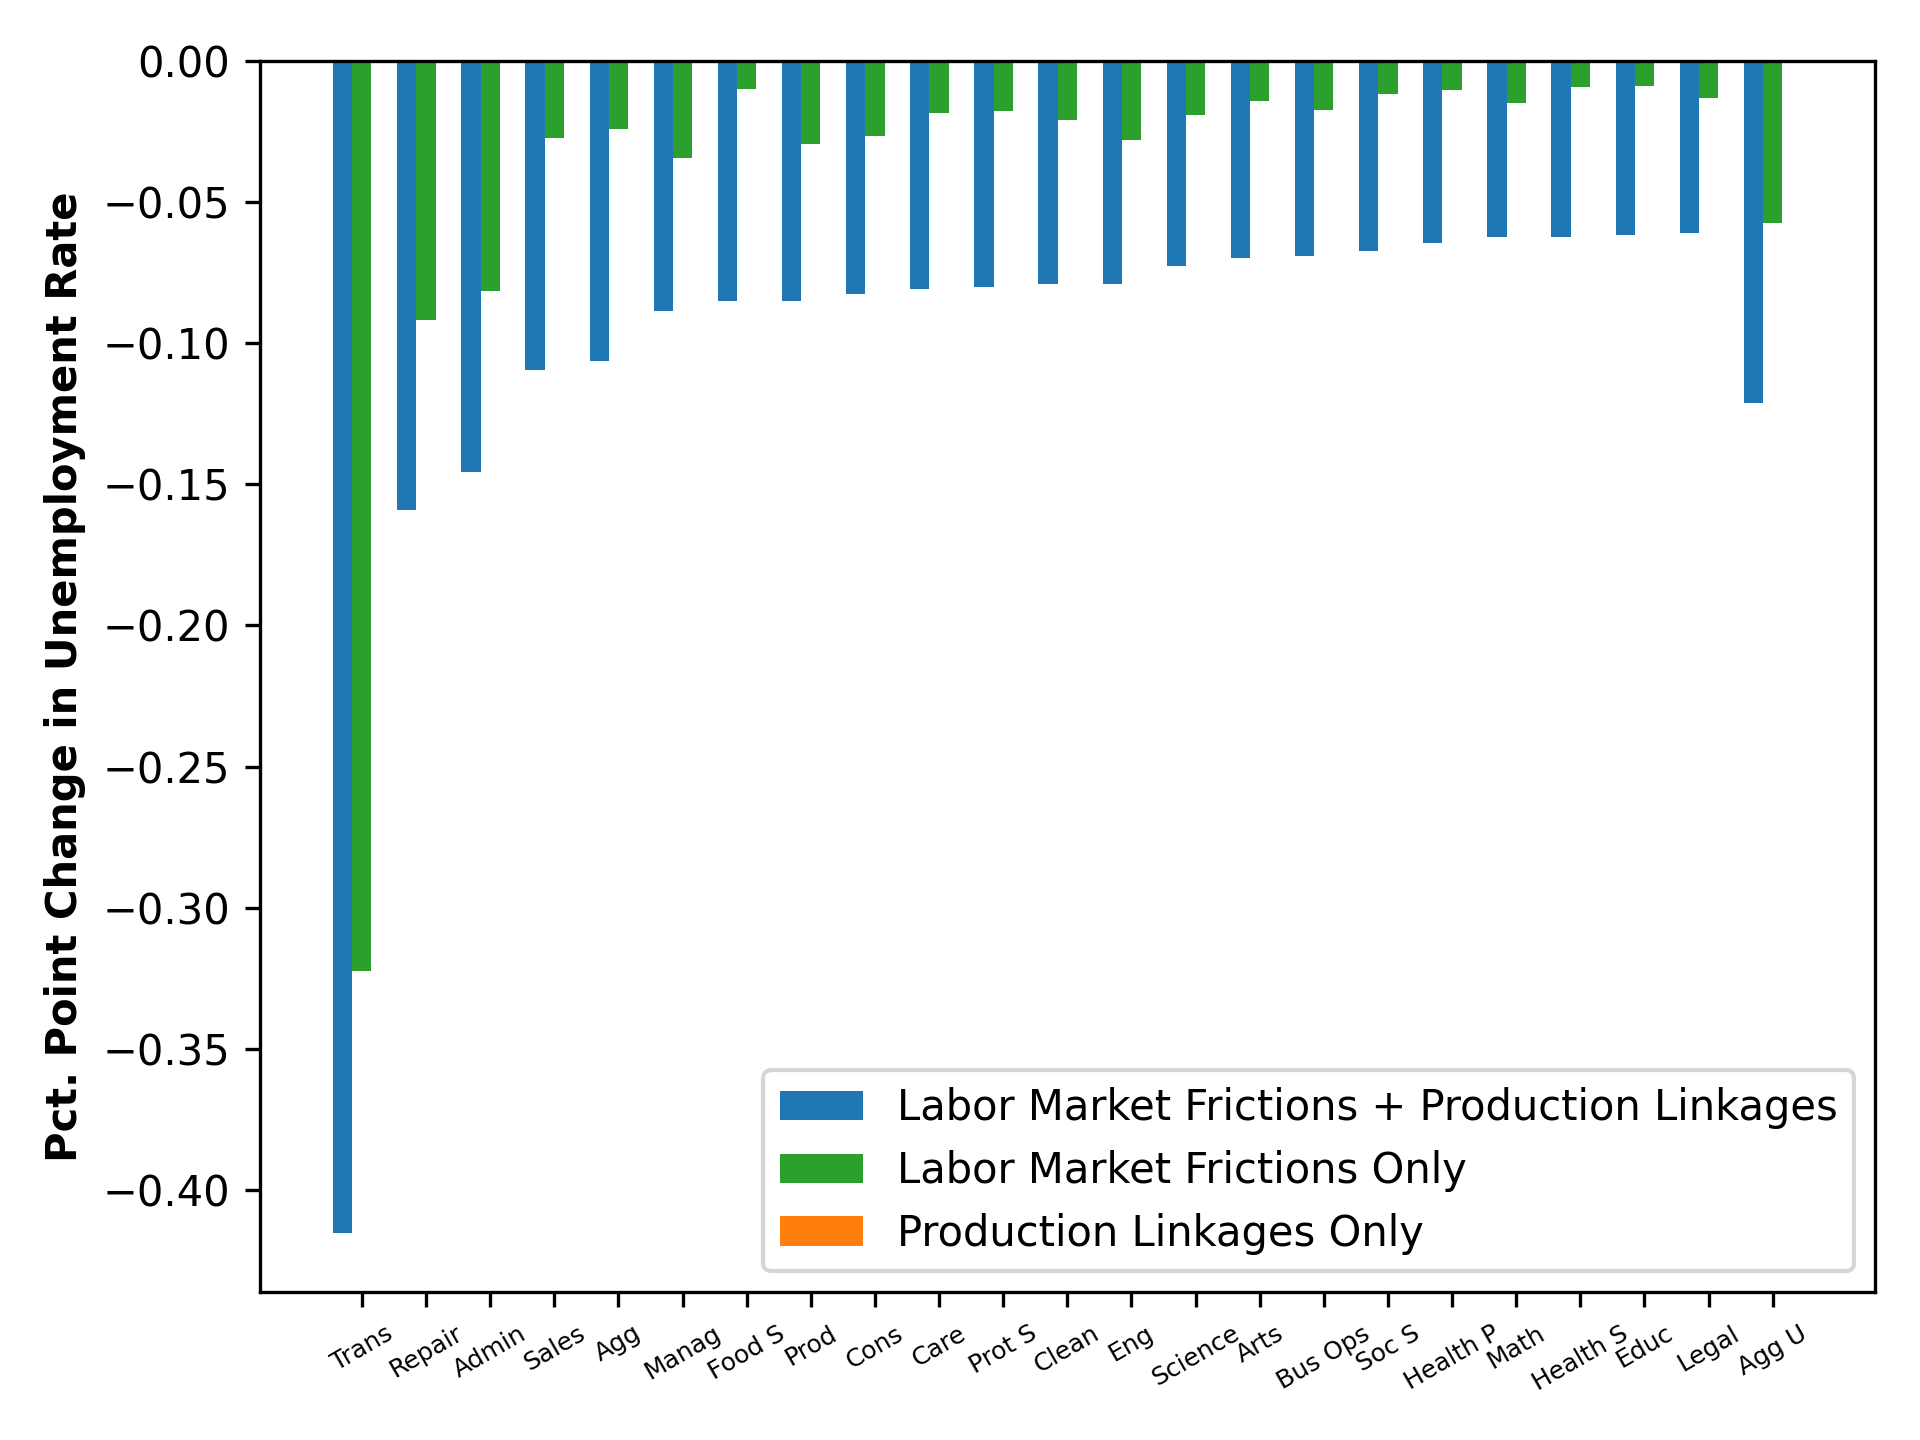 Pct. Point Change in Unemployment Rate
0.00
−0.05
−0.10
−0.15
−0.20
−0.25
−0.30
−0.35
−0.40
Labor Market Frictions + Production Linkages
Labor Market Frictions Only
Production Linkages Only
Trans
Repair
Admin
Sales
Agg
Manag
Food S
Prod
Cons
Care
Prot S
Clean
Eng
Science
Arts
Bus Ops
Soc S
Health P
Math
Health S
Educ
Legal
Agg U